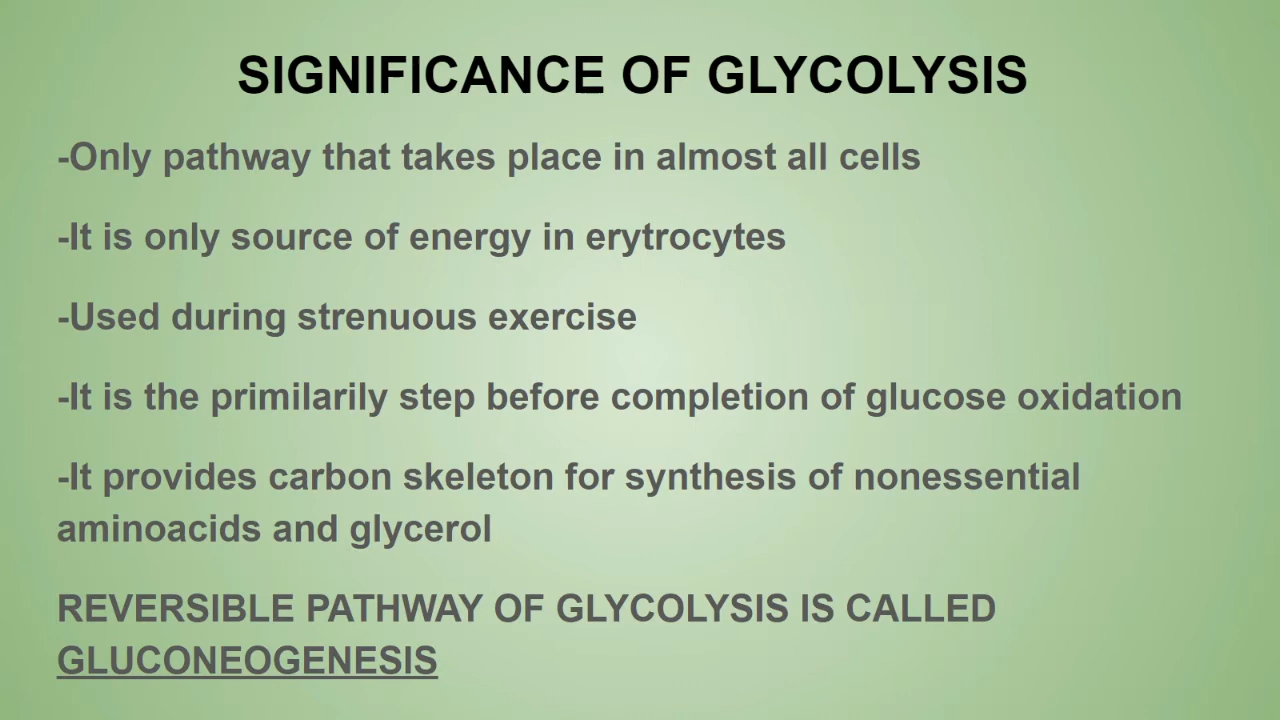 SIGNIFICANCE OF GLYCOLYSIS
-Only pathway that takes place in almost all cells
-It is only source of energy in erytrocytes
-Used during strenuous exercise
-It is the primilarily step before completion of glucose oxidation
-It provides carbon skeleton for synthesis of nonessential
aminoacids and glycerol
REVERSIBLE PATHWAY OF GLYCOLYSIS IS CALLED
GLUCONEOGENESIS